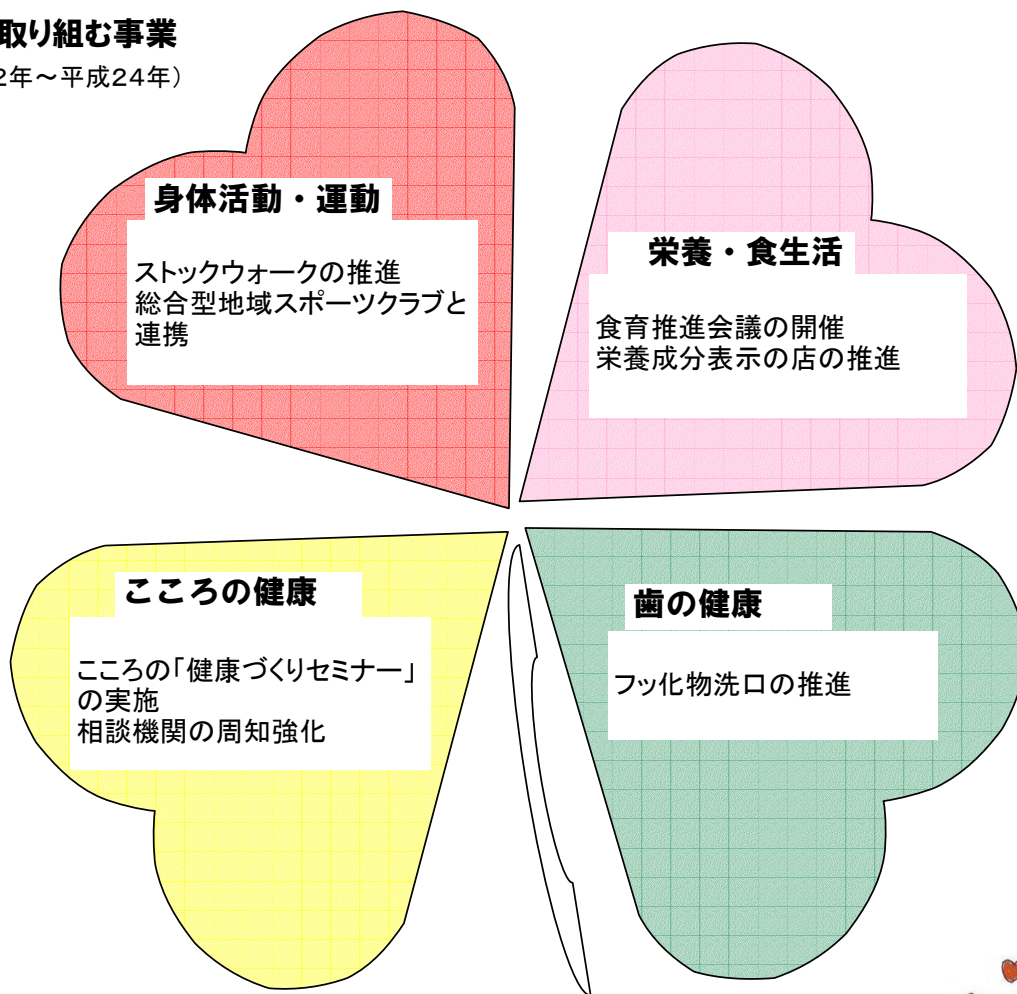 取り組む事業
2年～平成24年）
身体活動・運動
ストックウォークの推進
総合型地域スポーツクラブと
連携
栄養・食生活
食育推進会議の開催
栄養成分表示の店の推進
こころの健康
こころの「健康づくりセミナー」
の実施
相談機関の周知強化
歯の健康
フッ化物洗口の推進